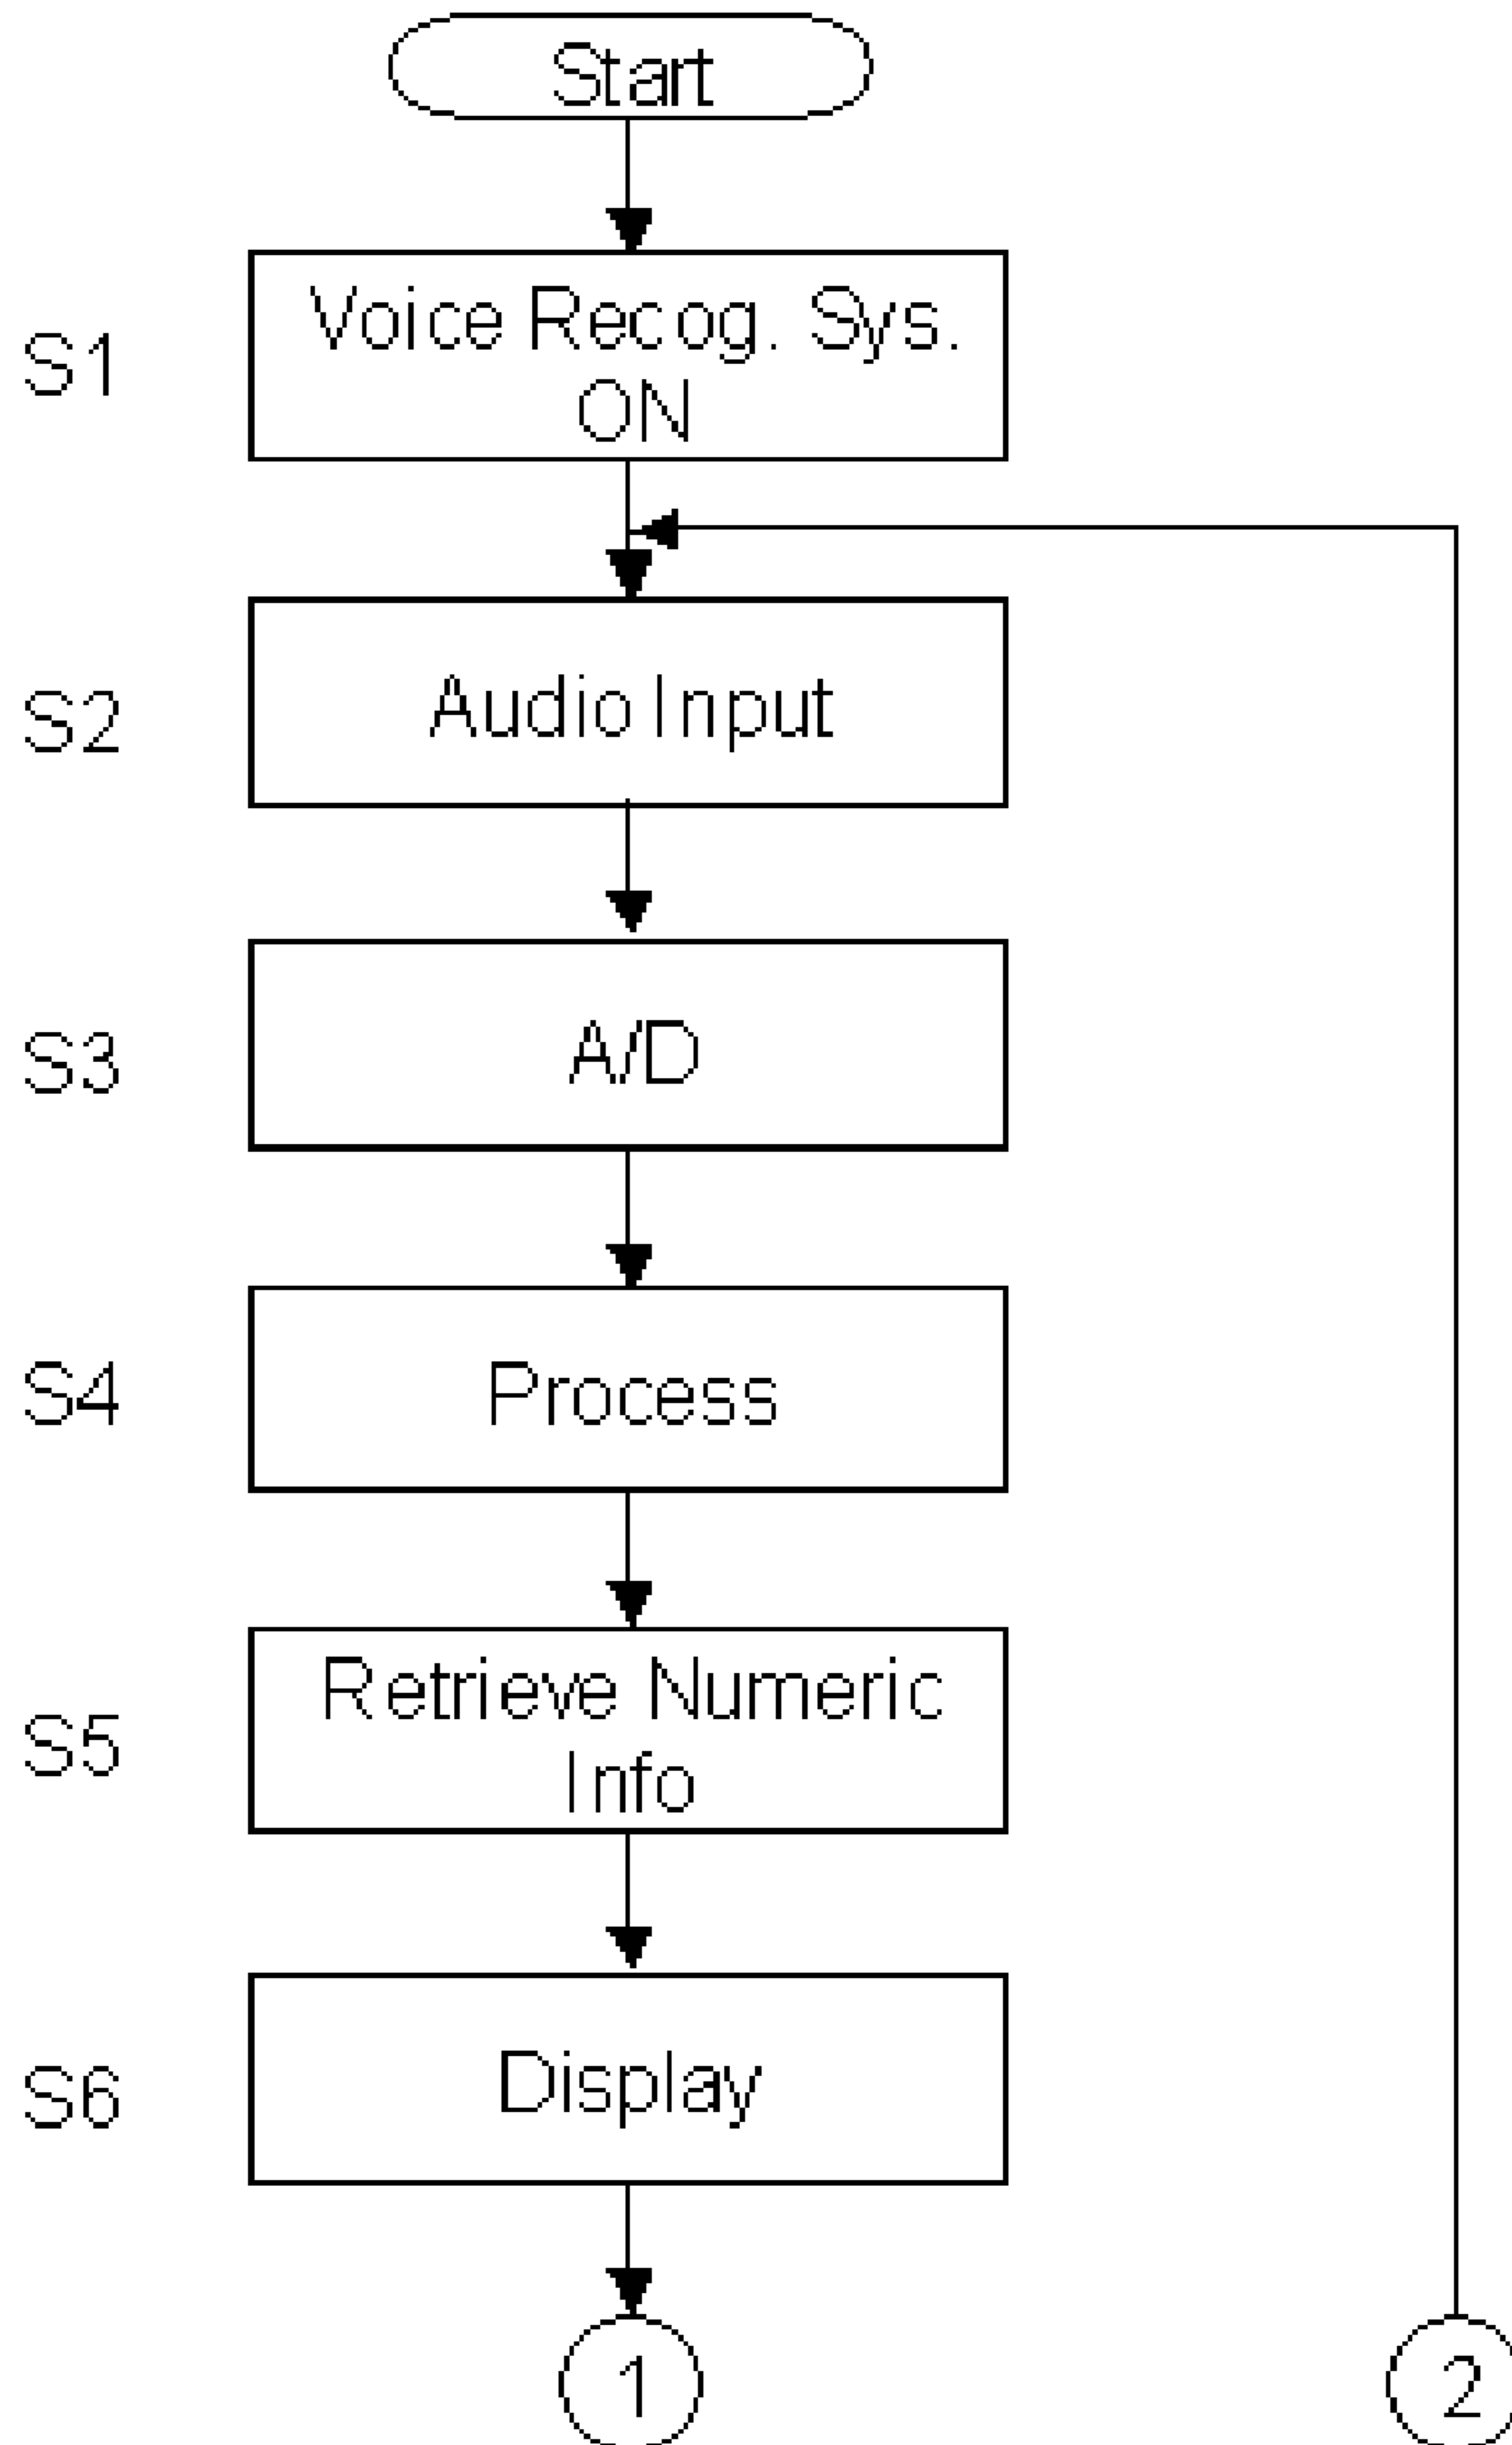 Start
S1
Voice Recog. Sys.
ON
S2
Audio Input
S3
A/D
S4
Process
S5
Retrieve Numeric
Info
S6
Display
1
2